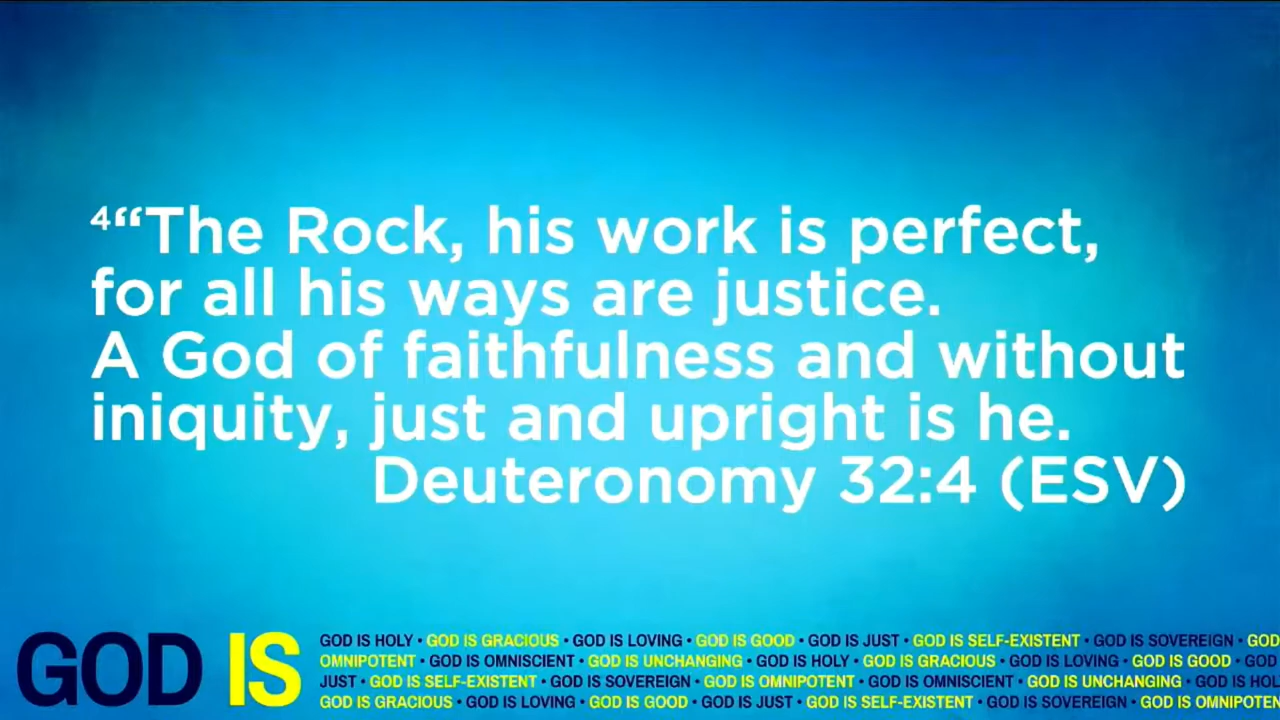 4“The Rock, his work is perfect,
for all his ways are justice.
A God of faithfulness and without
iniquity, just and upright is he.
Deuteronomy 32:4 (ESV)
GOD IS
GOD IS HOLY • GOD IS GRACIOUS • GOD IS LOVING • GOD IS GOOD • GOD IS JUST • GOD IS SELF-EXISTENT • GOD IS SOVEREIGN • GOD
OMNIPOTENT • GOD IS OMNISCIENT • GOD IS UNCHANGING • GOD IS HOLY • GOD IS GRACIOUS • GOD IS LOVING • GOD IS GOOD • GOD
JUST • GOD IS SELF-EXISTENT • GOD IS SOVEREIGN • GOD IS OMNIPOTENT • GOD IS OMNISCIENT • GOD IS UNCHANGING • GOD IS HOL
GOD IS GRACIOUS • GOD IS LOVING • GOD IS GOOD • GOD IS JUST • GOD IS SELF-EXISTENT • GOD IS SOVEREIGN • GOD IS OMNIPOTEN